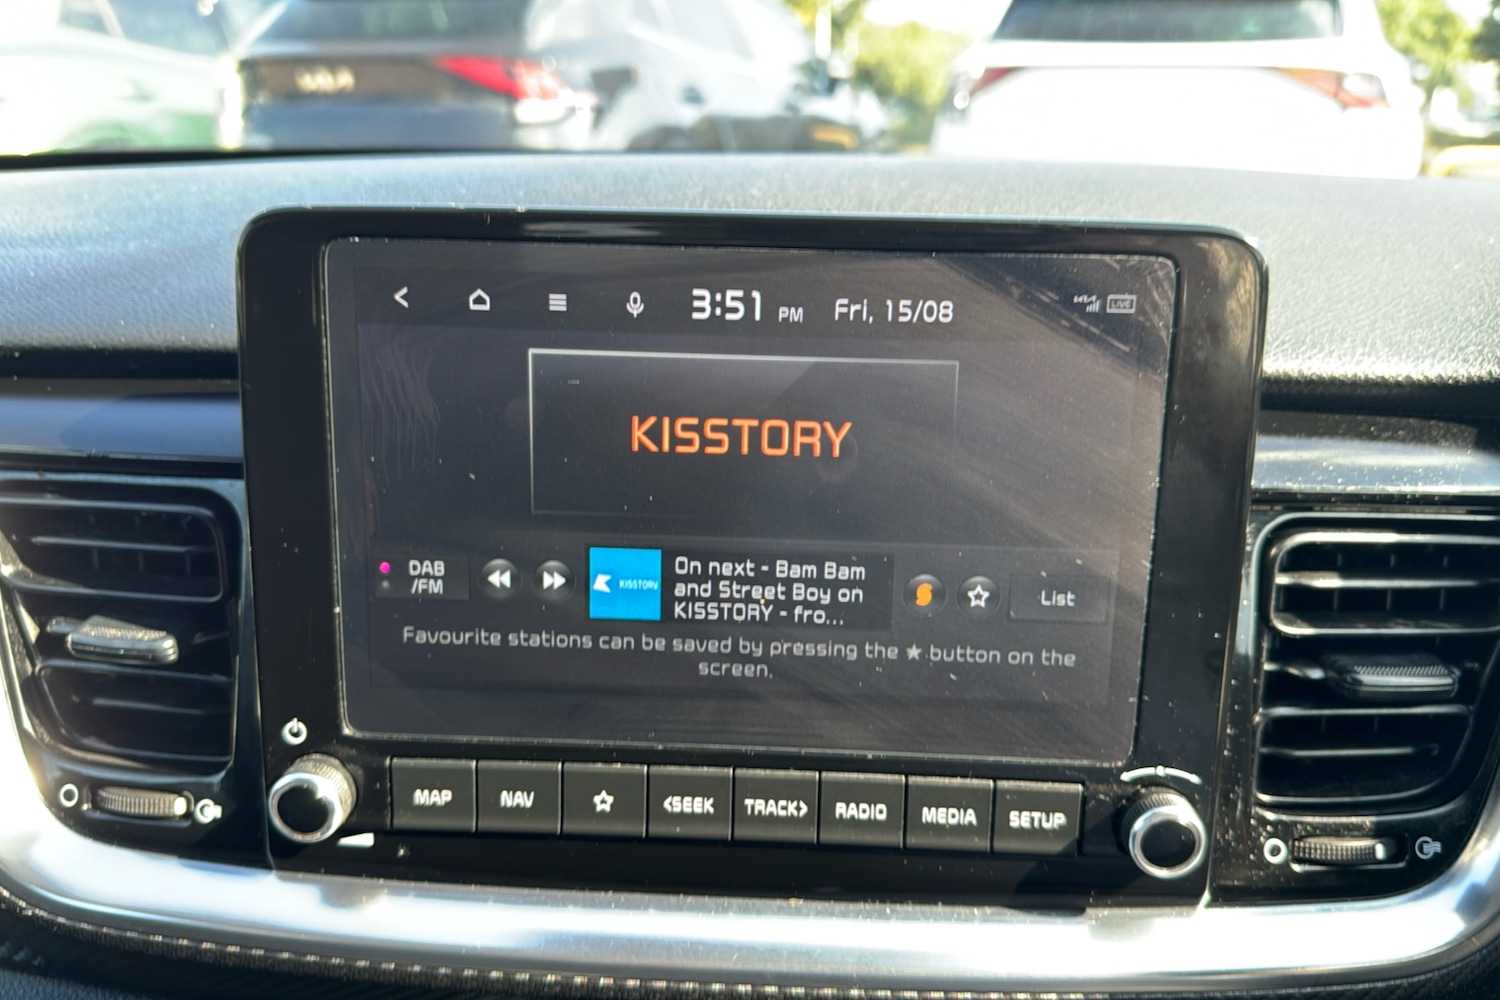 3:51 PM Fri, 15/08
LIVE
KISSTORY
DAB
/FM
KISSTORY
On next - Bam Bam
and Street Boy on
KISSTORY - fro...
List
Favourite stations can be saved by pressing the ★ button on the
screen.
MAP
NAV
<SEEK
TRACK>
RADIO
MEDIA
SETUP